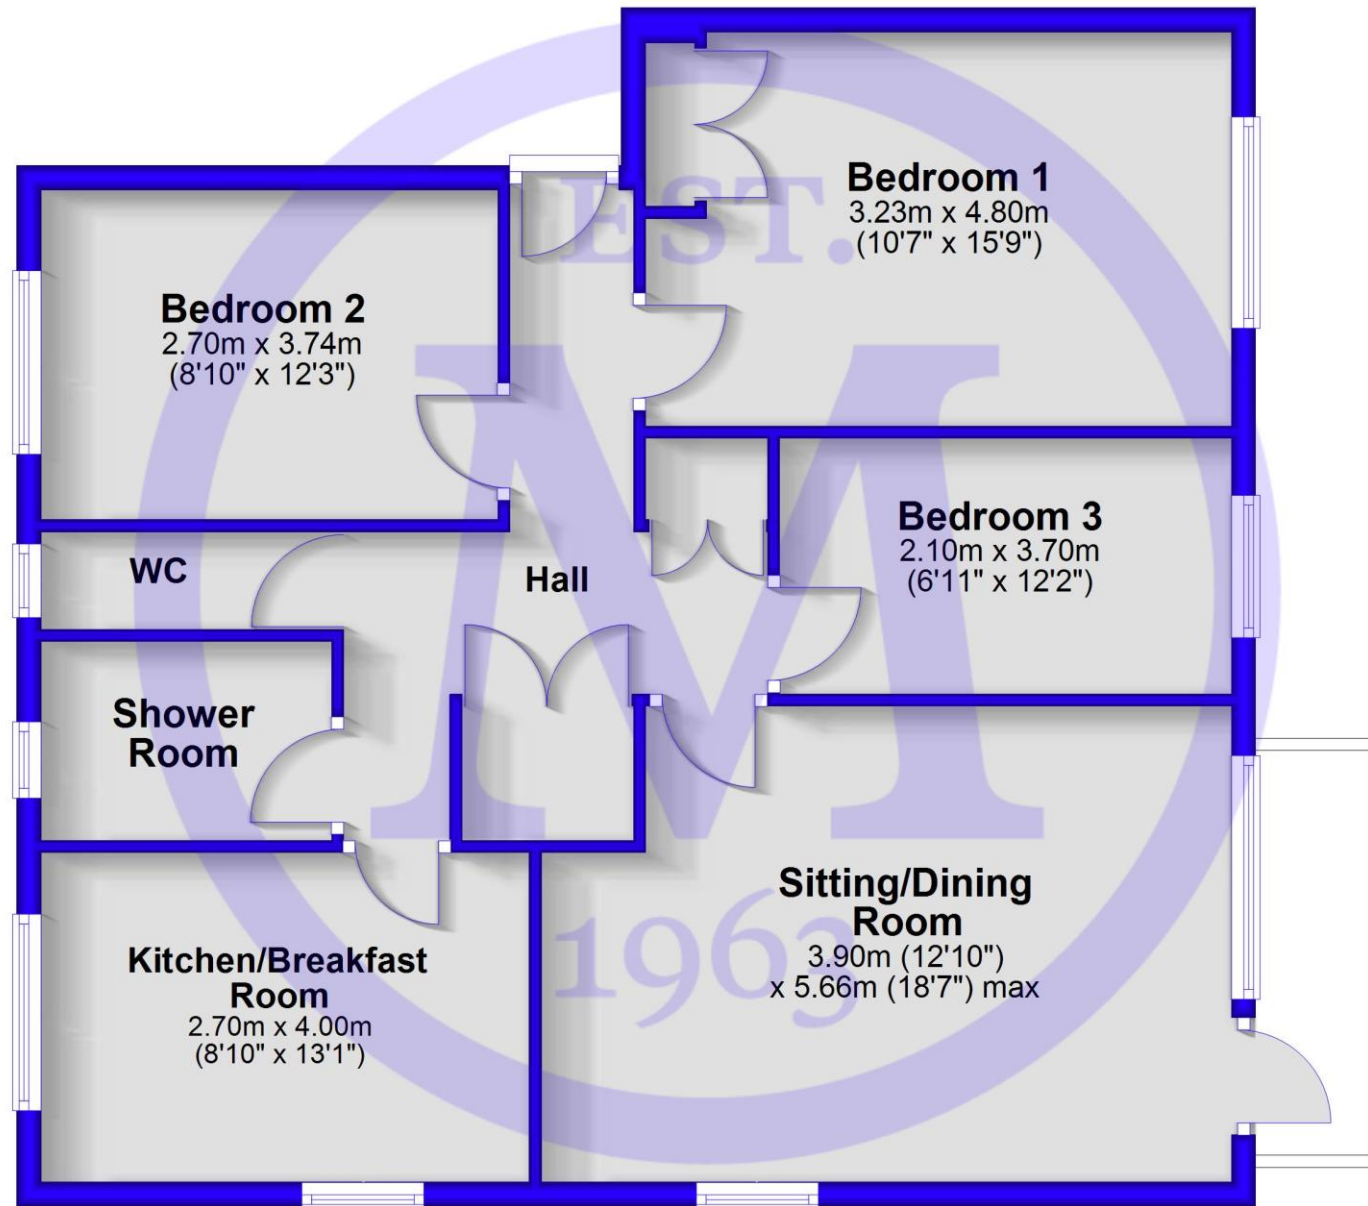 EST.
Bedroom 1
3.23m x 4.80m
(10'7" x 15'9")
Bedroom 2
2.70m x 3.74m
(8'10" x 12'3")
Bedroom 3
2.10m x 3.70m
(6'11" x 12'2")
WC
Hall
M
Shower
Room
Sitting/Dining
Room
3.90m (12'10")
x 5.66m (18'7") max
Kitchen/Breakfast
Room
2.70m x 4.00m
(8'10" x 13'1")
1963